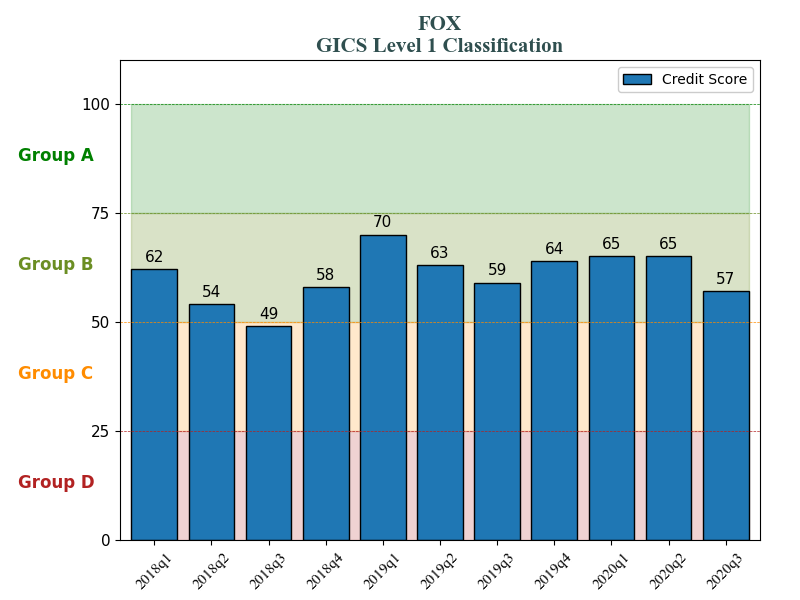 FOX
GICS Level 1 Classification
Credit Score
100
Group A
75
70
62
63
64
65
65
Group B
54
58
59
57
50
49
Group C
25
Group D
0
2018q1
2018q2
2018q3
2018q4
2019q1
2019q2
2019q3
2019q4
2020q1
2020q2
2020q3